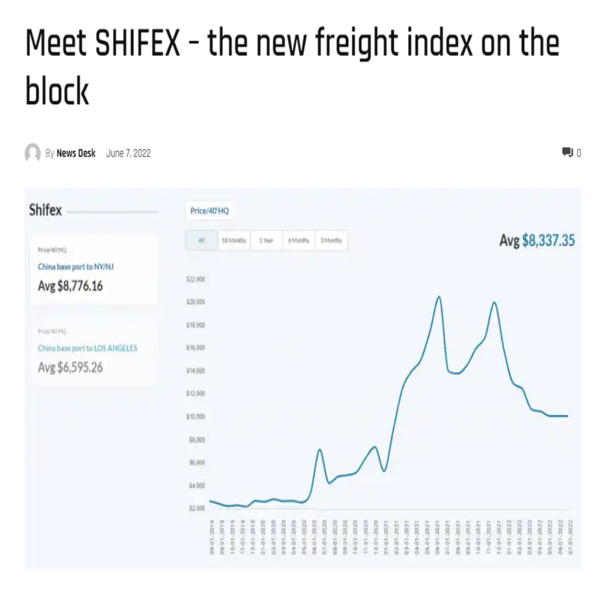 Meet SHIFEX - the new freight index on the
block
By News Desk June 7, 2022
0
Shifex
Price/40'HQ
China base port to NY/NJ
Avg $8,776.16
Price/40'HQ
China base port to LOS ANGELES
Avg $6,595.26
Price/40'HQ
All 18 Months 1 Year 6 Months 3 Months
Avg $8,337.35
$22,000
$20,000
$18,000
$16,000
$14,000
$12,000
$10,000
$8,000
$6,000
$4,000
$2,000